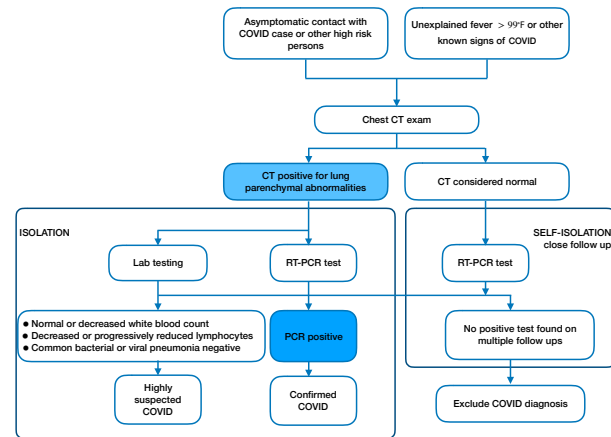 Asymptomatic contact with
COVID case or other high risk
persons
Unexplained fever > 99°F or other
known signs of COVID
Chest CT exam
CT positive for lung
parenchymal abnormalities
CT considered normal
ISOLATION
SELF-ISOLATION
close follow up
Lab testing
RT-PCR test
RT-PCR test
● Normal or decreased white blood count
● Decreased or progressively reduced lymphocytes
● Common bacterial or viral pneumonia negative
PCR positive
No positive test found on
multiple follow ups
Highly
suspected
COVID
Confirmed
COVID
Exclude COVID diagnosis